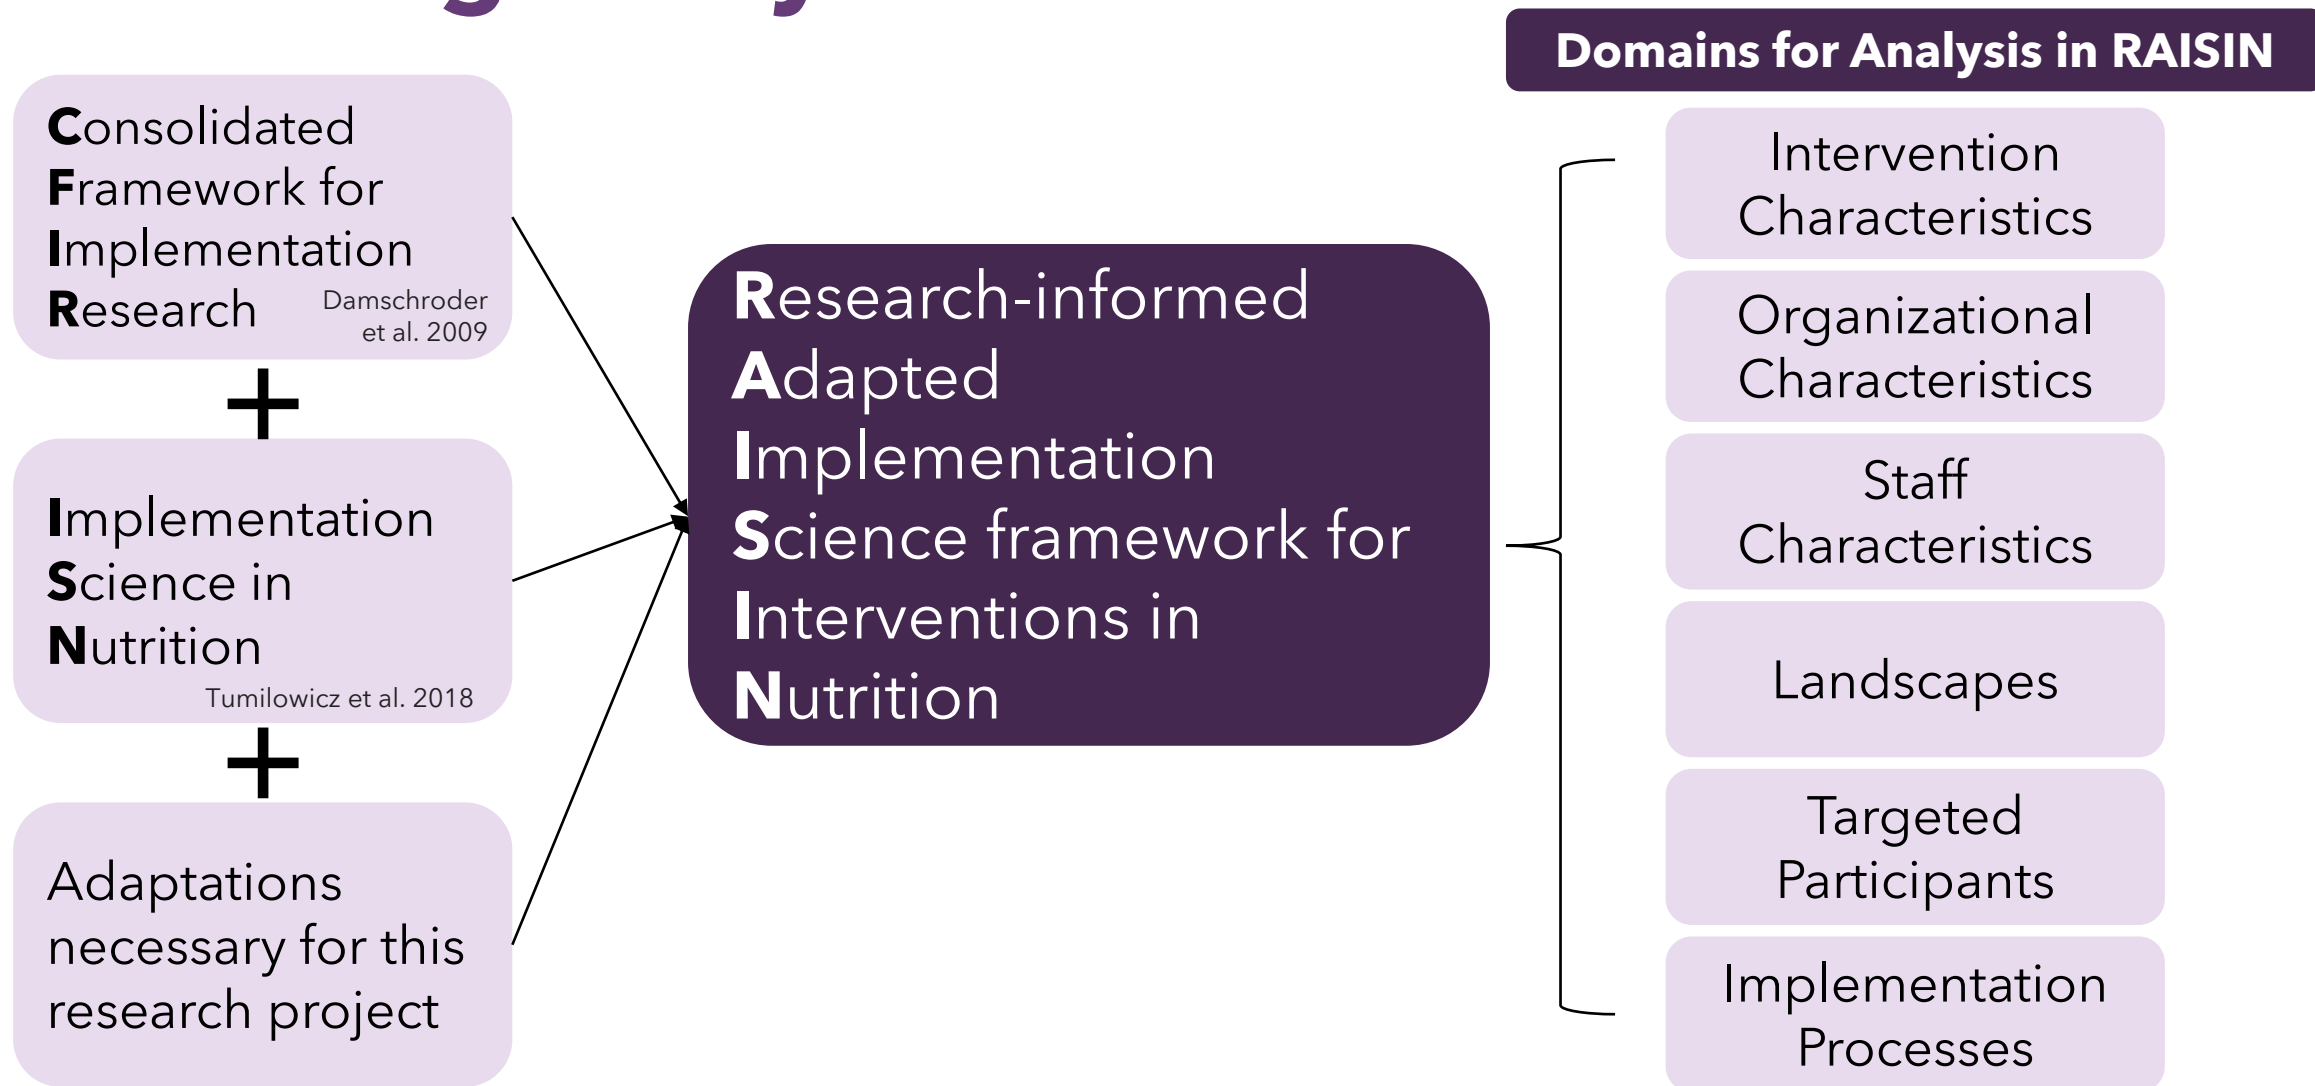 Consolidated
Framework for
Implementation
Research
Damschroder
et al. 2009
+
Implementation
Science in
Nutrition
Tumilowicz et al. 2018
+
Adaptations
necessary for this
research project
Research-informed
Adapted
Implementation
Science framework for
Interventions in
Nutrition
Domains for Analysis in RAISIN
Intervention
Characteristics
Organizational
Characteristics
Staff
Characteristics
Landscapes
Targeted
Participants
Implementation
Processes